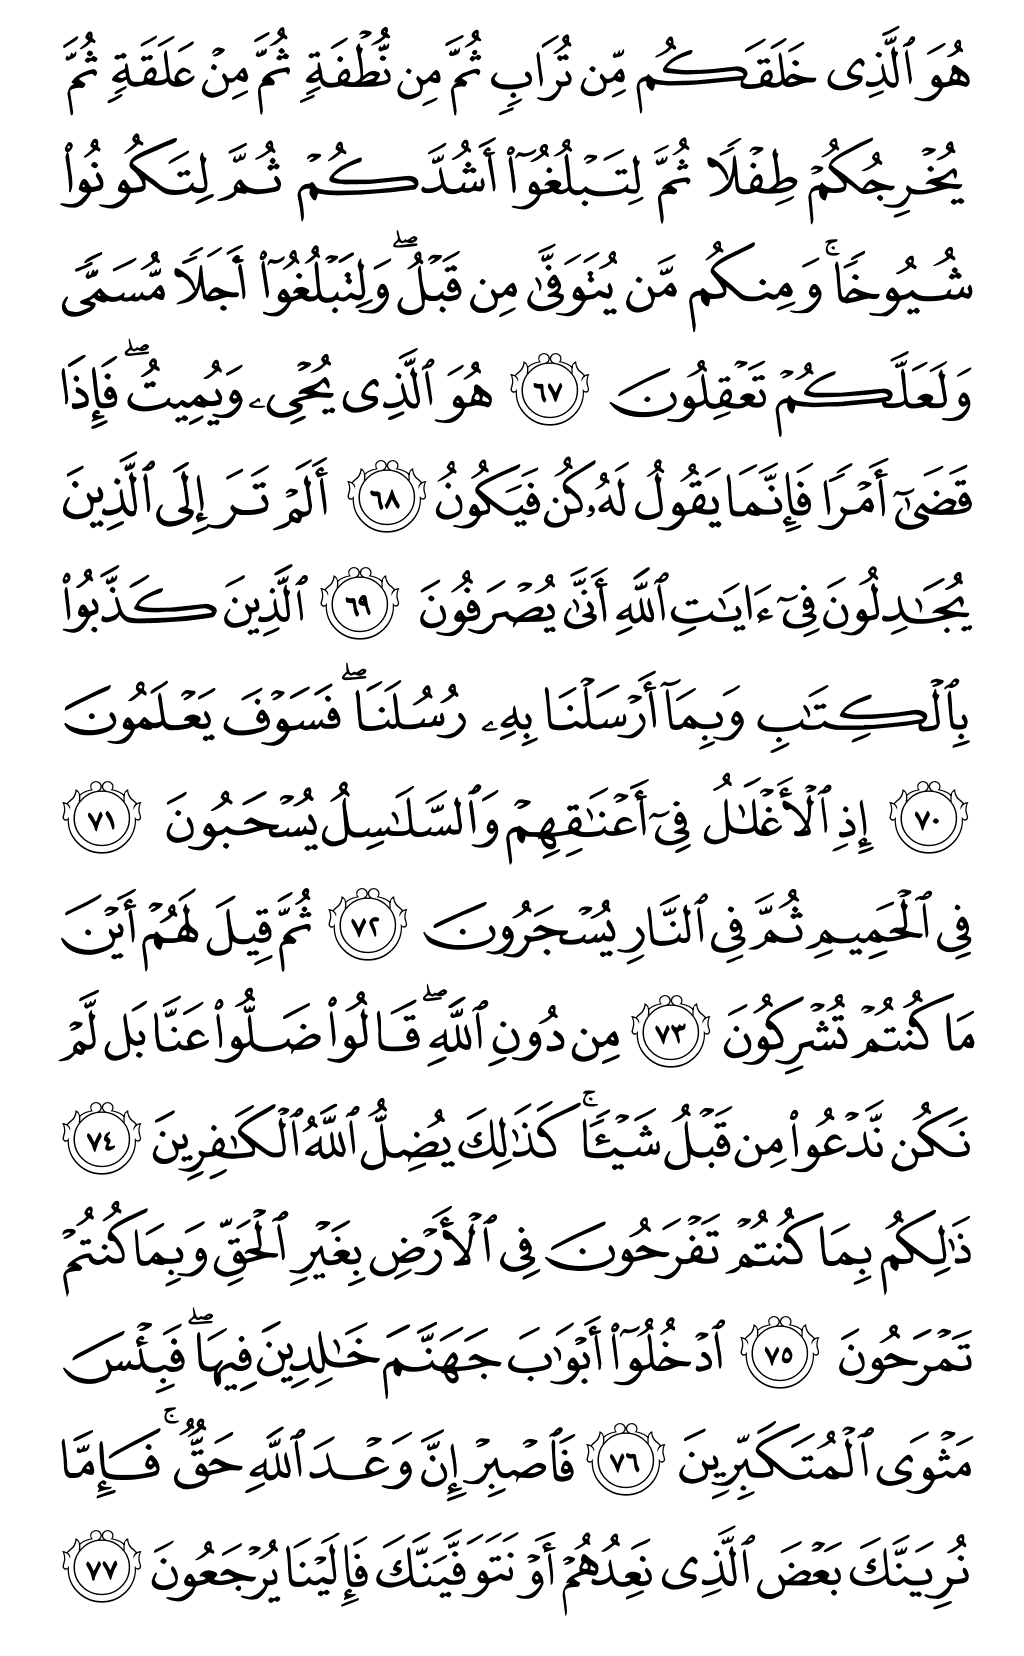 هُوَ ٱلَّذِى خَلَقَكُم مِّن تُرَابٍ ثُمَّ مِن نُّطْفَةٍ ثُمَّ مِنْ عَلَقَةٍ ثُمَّ
يُخْرِجُكُمْ طِفْلًا ثُمَّ لِتَبْلُغُوٓا۟ أَشُدَّكُمْ ثُمَّ لِتَكُونُوا۟
شُيُوخًا ۚ وَمِنكُم مَّن يُتَوَفَّىٰ مِن قَبْلُ ۖ وَلِتَبْلُغُوٓا۟ أَجَلًا مُّسَمًّى
وَلَعَلَّكُمْ تَعْقِلُونَ ٦٧ هُوَ ٱلَّذِى يُحْىِۦ وَيُمِيتُ ۖ فَإِذَا
قَضَىٰٓ أَمْرًا فَإِنَّمَا يَقُولُ لَهُۥ كُن فَيَكُونُ ٦٨ أَلَمْ تَرَ إِلَى ٱلَّذِينَ
يُجَـٰدِلُونَ فِىٓ ءَايَـٰتِ ٱللَّهِ أَنَّىٰ يُصْرَفُونَ ٦٩ ٱلَّذِينَ كَذَّبُوا۟
بِٱلْكِتَـٰبِ وَبِمَآ أَرْسَلْنَا بِهِۦ رُسُلَنَا ۖ فَسَوْفَ يَعْلَمُونَ
٧٠ إِذِ ٱلْأَغْلَـٰلُ فِىٓ أَعْنَـٰقِهِمْ وَٱلسَّلَـٰسِلُ يُسْحَبُونَ ٧١
فِى ٱلْحَمِيمِ ثُمَّ فِى ٱلنَّارِ يُسْجَرُونَ ٧٢ ثُمَّ قِيلَ لَهُمْ أَيْنَ
مَا كُنتُمْ تُشْرِكُونَ ٧٣ مِن دُونِ ٱللَّهِ ۖ قَالُوا۟ ضَلُّوا۟ عَنَّا بَل لَّمْ
نَكُن نَّدْعُوا۟ مِن قَبْلُ شَيْـًٔا ۚ كَذَٰلِكَ يُضِلُّ ٱللَّهُ ٱلْكَـٰفِرِينَ ٧٤
ذَٰلِكُم بِمَا كُنتُمْ تَفْرَحُونَ فِى ٱلْأَرْضِ بِغَيْرِ ٱلْحَقِّ وَبِمَا كُنتُمْ
تَمْرَحُونَ ٧٥ ٱدْخُلُوٓا۟ أَبْوَٰبَ جَهَنَّمَ خَـٰلِدِينَ فِيهَا ۖ فَبِئْسَ
مَثْوَى ٱلْمُتَكَبِّرِينَ ٧٦ فَٱصْبِرْ إِنَّ وَعْدَ ٱللَّهِ حَقٌّ ۚ فَإِمَّا
نُرِيَنَّكَ بَعْضَ ٱلَّذِى نَعِدُهُمْ أَوْ نَتَوَفَّيَنَّكَ فَإِلَيْنَا يُرْجَعُونَ ٧٧